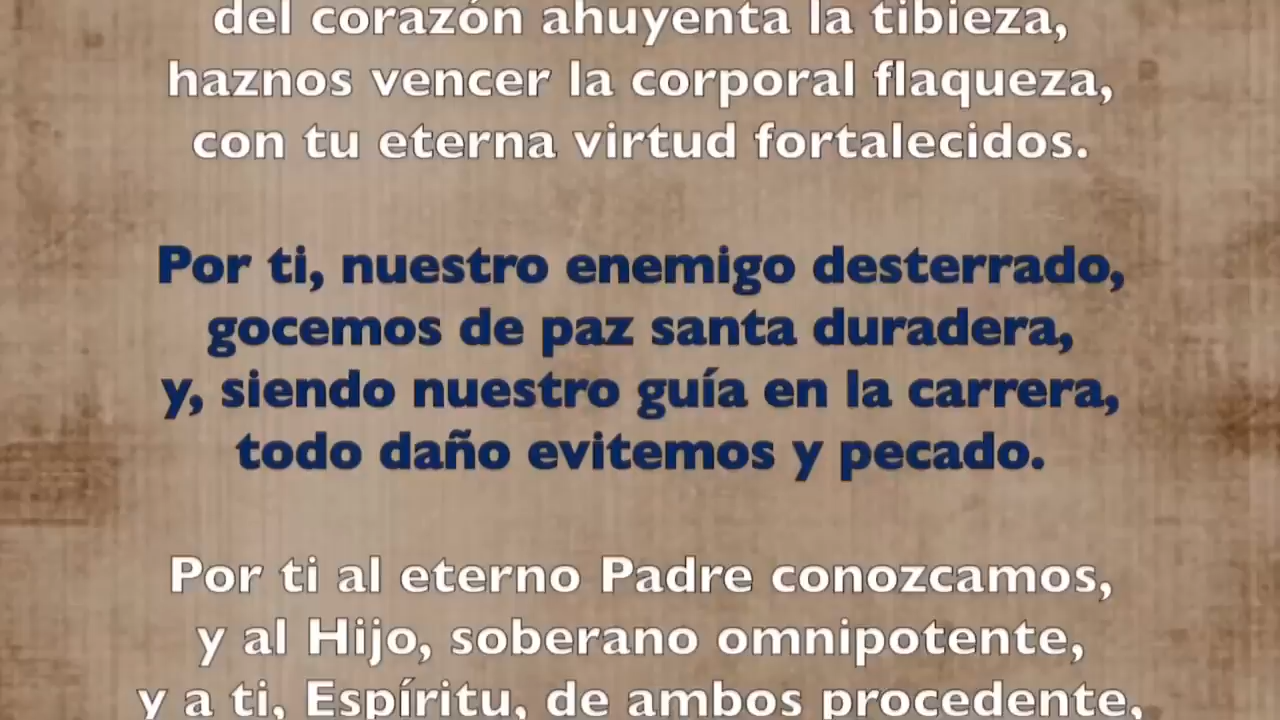 del corazón ahuyenta la tibieza,
haznos vencer la corporal flaqueza,
con tu eterna virtud fortalecidos.
Por ti, nuestro enemigo desterrado,
gocemos de paz santa duradera,
y, siendo nuestro guía en la carrera,
todo daño evitemos y pecado.
Por ti al eterno Padre conozcamos,
y al Hijo, soberano omnipotente,
y a ti, Espíritu, de ambos procedente,